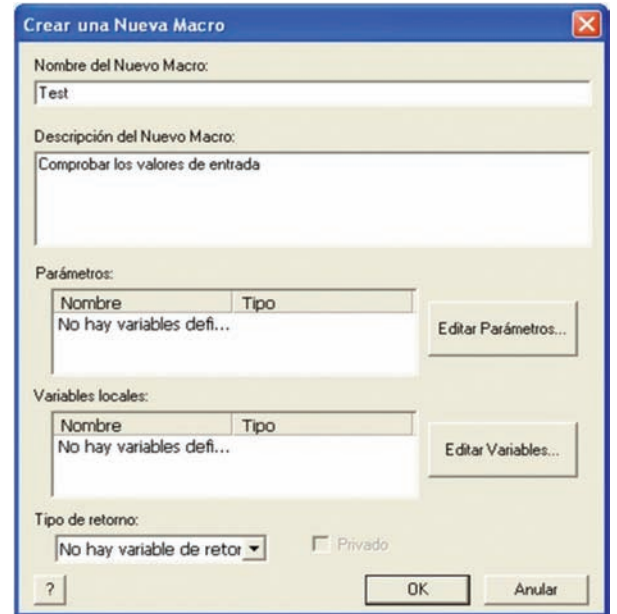 Crear una Nueva Macro
Nombre del Nuevo Macro:
Test
Descripción del Nuevo Macro:
Comprobar los valores de entrada
Parámetros:
Nombre Tipo
No hay variables defi...
Editar Parámetros...
Variables locales:
Nombre Tipo
No hay variables defi...
Editar Variables...
Tipo de retorno:
No hay variable de retor
Privado
?
OK
Anular